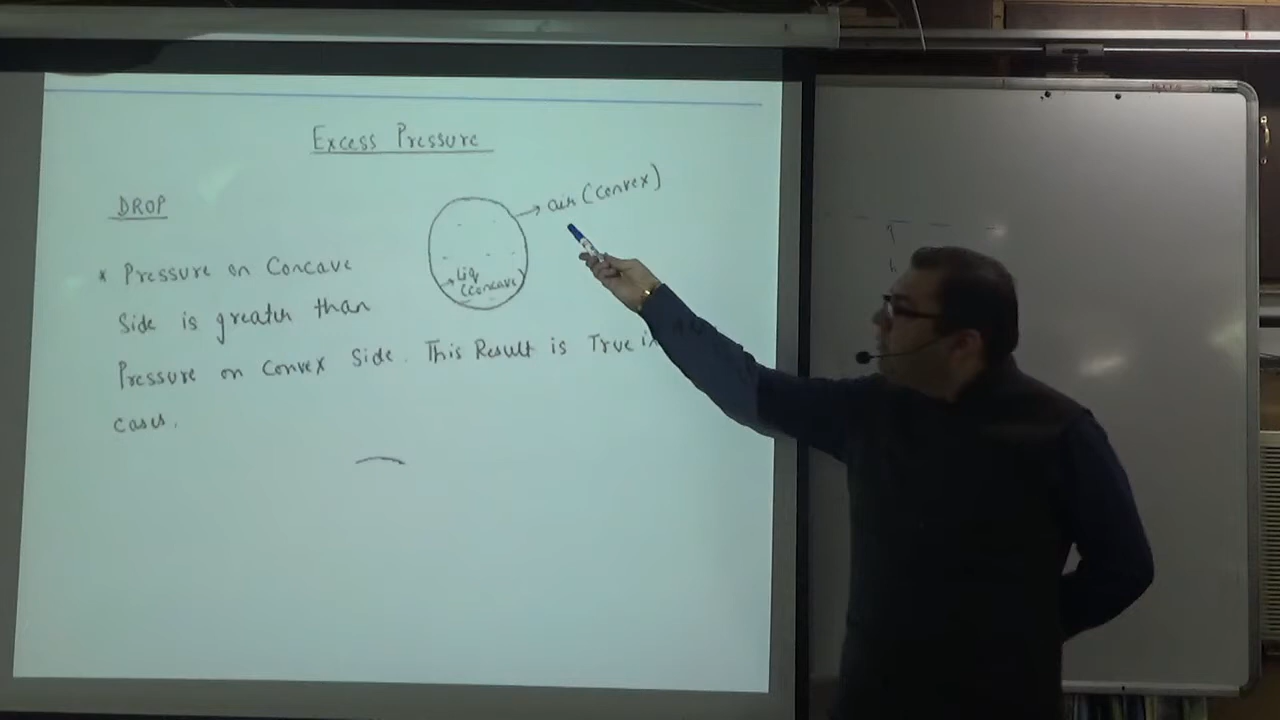 Excess Pressure
DROP
air (convex)
* Pressure on Concave
Liq
(concave)
Side is greater than
Pressure on Convex Side. This Result is True in
cases.